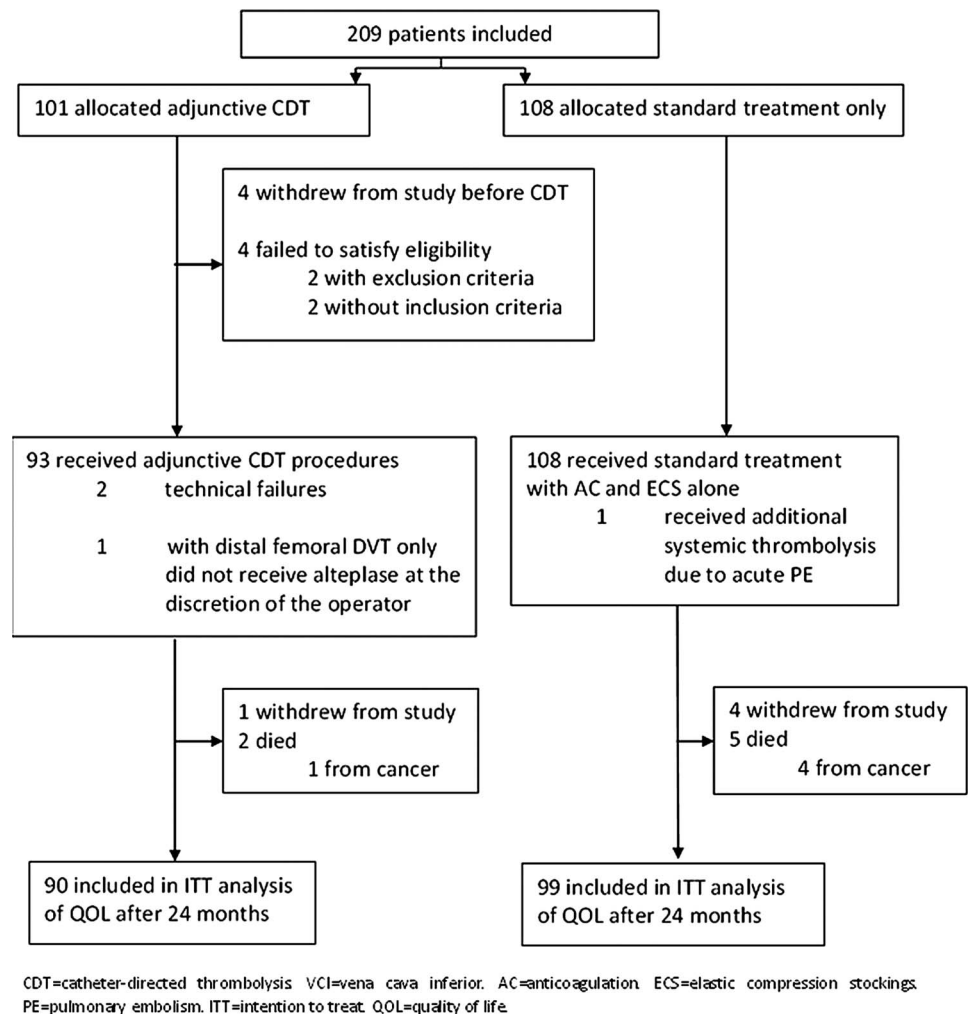 209 patients included
101 allocated adjunctive CDT
108 allocated standard treatment only
4 withdrew from study before CDT
4 failed to satisfy eligibility
2 with exclusion criteria
2 without inclusion criteria
93 received adjunctive CDT procedures
2 technical failures
1 with distal femoral DVT only
did not receive alteplase at the
discretion of the operator
108 received standard treatment
with AC and ECS alone
1 received additional
systemic thrombolysis
due to acute PE
1 withdrew from study
2 died
1 from cancer
4 withdrew from study
5 died
4 from cancer
90 included in ITT analysis
of QOL after 24 months
99 included in ITT analysis
of QOL after 24 months
CDT=catheter-directed thrombolysis. VCI=vena cava inferior. AC=anticoagulation. ECS=elastic compression stockings.
PE=pulmonary embolism. ITT=intention to treat. QOL=quality of life.